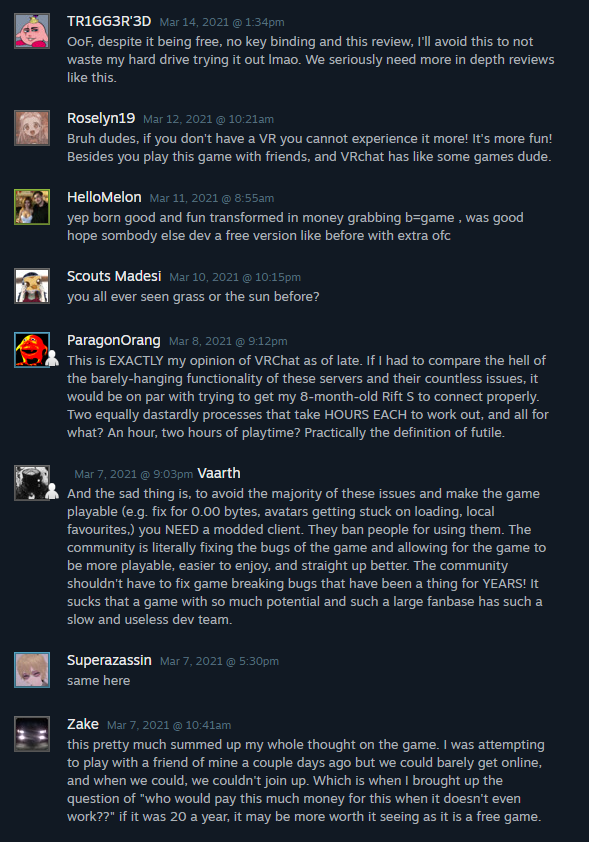 TR1GG3R'3D Mar 14, 2021 @ 1:34pm
OoF, despite it being free, no key binding and this review, I'll avoid this to not
waste my hard drive trying it out lmao. We seriously need more in depth reviews
like this.
Roselyn19 Mar 12, 2021 @ 10:21am
Bruh dudes, if you don't have a VR you cannot experience it more! It's more fun!
Besides you play this game with friends, and VRchat has like some games dude.
HelloMelon Mar 11, 2021 @ 8:55am
yep born good and fun transformed in money grabbing b=game , was good
hope sombody else dev a free version like before with extra ofc
Scouts Madesi Mar 10, 2021 @ 10:15pm
you all ever seen grass or the sun before?
ParagonOrang Mar 8, 2021 @ 9:12pm
This is EXACTLY my opinion of VRChat as of late. If I had to compare the hell of
the barely-hanging functionality of these servers and their countless issues, it
would be on par with trying to get my 8-month-old Rift S to connect properly.
Two equally dastardly processes that take HOURS EACH to work out, and all for
what? An hour, two hours of playtime? Practically the definition of futile.
Mar 7, 2021 @ 9:03pm Vaarth
And the sad thing is, to avoid the majority of these issues and make the game
playable (e.g. fix for 0.00 bytes, avatars getting stuck on loading, local
favourites,) you NEED a modded client. They ban people for using them. The
community is literally fixing the bugs of the game and allowing for the game to
be more playable, easier to enjoy, and straight up better. The community
shouldn't have to fix game breaking bugs that have been a thing for YEARS! It
sucks that a game with so much potential and such a large fanbase has such a
slow and useless dev team.
Superazassin Mar 7, 2021 @ 5:30pm
same here
Zake Mar 7, 2021 @ 10:41am
this pretty much summed up my whole thought on the game. I was attempting
to play with a friend of mine a couple days ago but we could barely get online,
and when we could, we couldn't join up. Which is when I brought up the
question of "who would pay this much money for this when it doesn't even
work??" if it was 20 a year, it may be more worth it seeing as it is a free game.